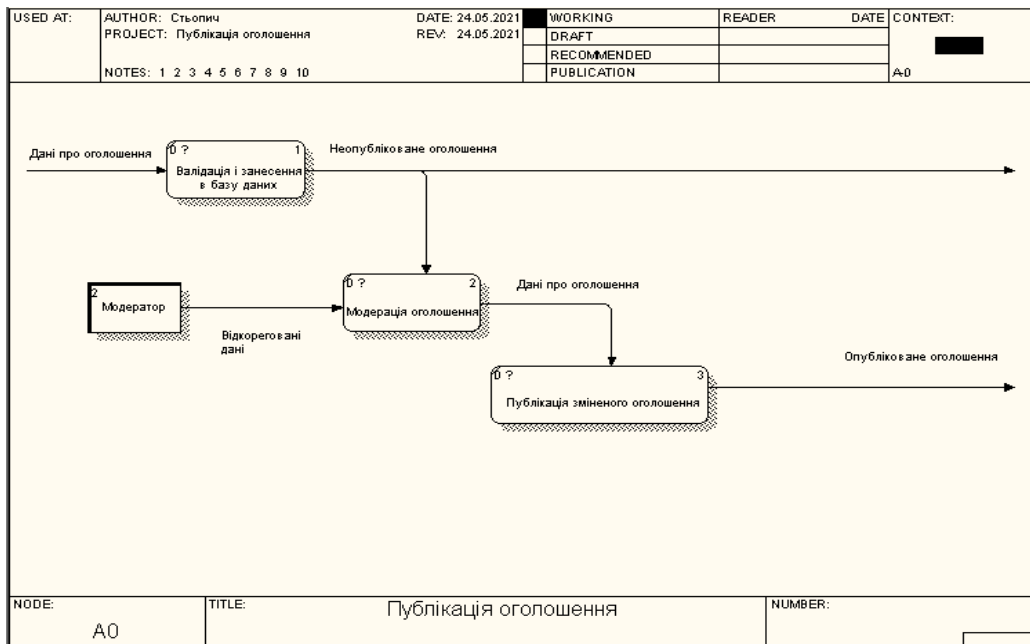 USED AT:
AUTHOR: Стьопич
DATE: 24.05.2021
WORKING
READER
DATE
CONTEXT:
PROJECT: Публікація оголошення
REV: 24.05.2021
DRAFT
RECOMMENDED
NOTES: 1 2 3 4 5 6 7 8 9 10
PUBLICATION
A-0
Дані про оголошення
0 ?
1
Валідація і занесення
в базу даних
Неопубліковане оголошення
2
Модератор
Відкореговані
дані
0 ?
2
Модерація оголошення
Дані про оголошення
0 ?
3
Публікація зміненого оголошення
Опубліковане оголошення
NODE:
A0
TITLE:
Публікація оголошення
NUMBER: